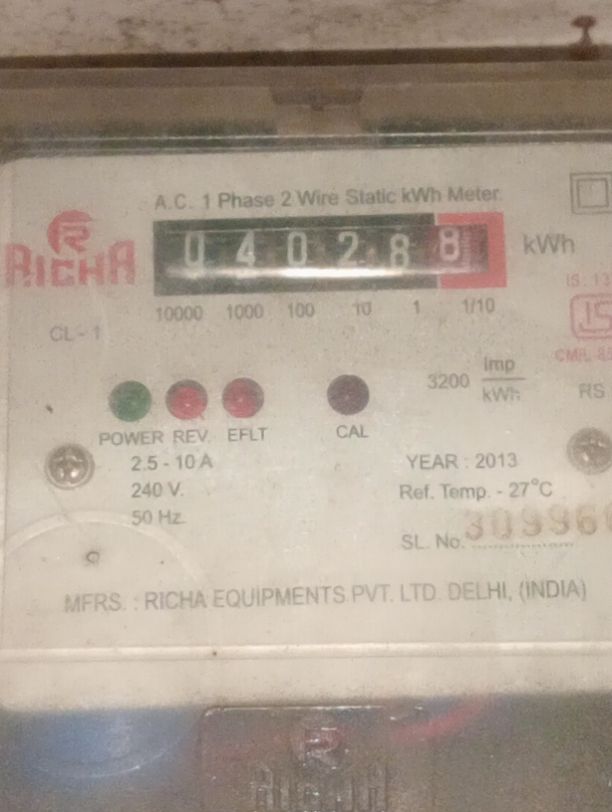 A.C. 1 Phase 2 Wire Static kWh Meter
RICHA
040288 kWh
10000 1000 100 10 1 1/10
CL - 1
3200 Imp/kWh
RS
POWER REV. EFLT CAL
2.5 - 10 A
240 V.
50 Hz.
YEAR : 2013
Ref. Temp. - 27°C
SL. No.
MFRS. : RICHA EQUIPMENTS PVT. LTD. DELHI, (INDIA)
RICHA